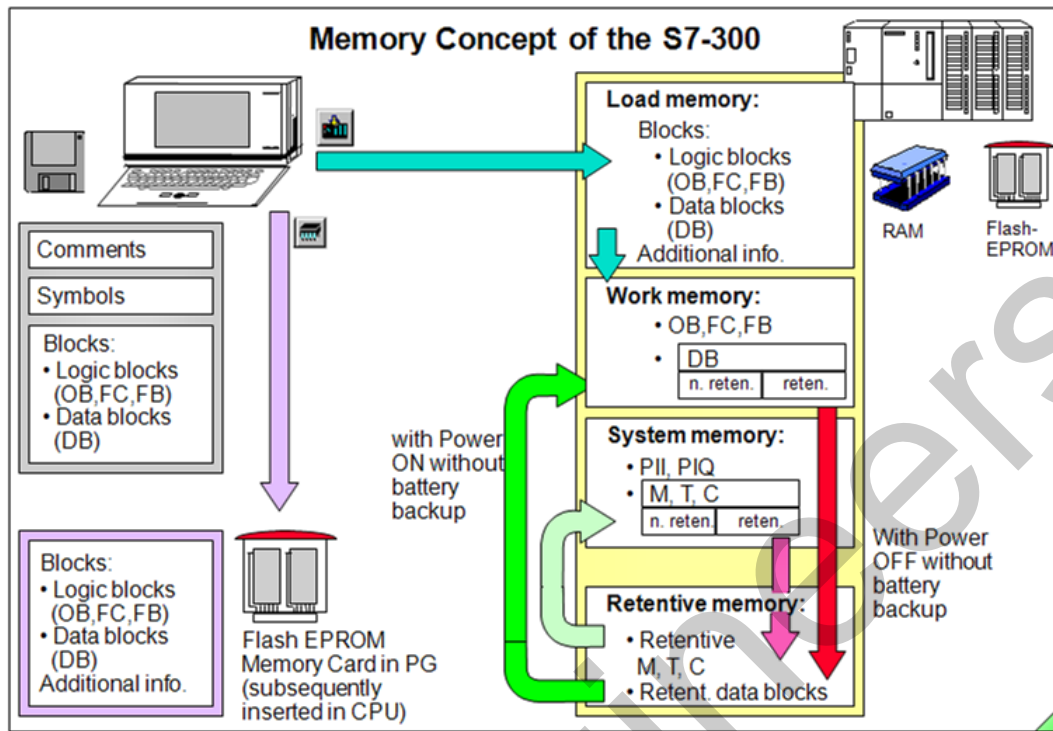 Memory Concept of the S7-300
Load memory:
Blocks:
• Logic blocks
(OB,FC,FB)
• Data blocks
(DB)
Additional info.
RAM
Flash-
EPROM
Comments
Symbols
Blocks:
• Logic blocks
(OB,FC,FB)
• Data blocks
(DB)
Work memory:
• OB,FC,FB
• DB
n. reten. reten.
with Power
ON without
battery
backup
System memory:
• PII, PIQ
• M, T, C
n. reten. reten.
With Power
OFF without
battery
backup
Retentive memory:
• Retentive
M, T, C
• Retent. data blocks
Blocks:
• Logic blocks
(OB,FC,FB)
• Data blocks
(DB)
Additional info.
Flash EPROM
Memory Card in PG
(subsequently
inserted in CPU)